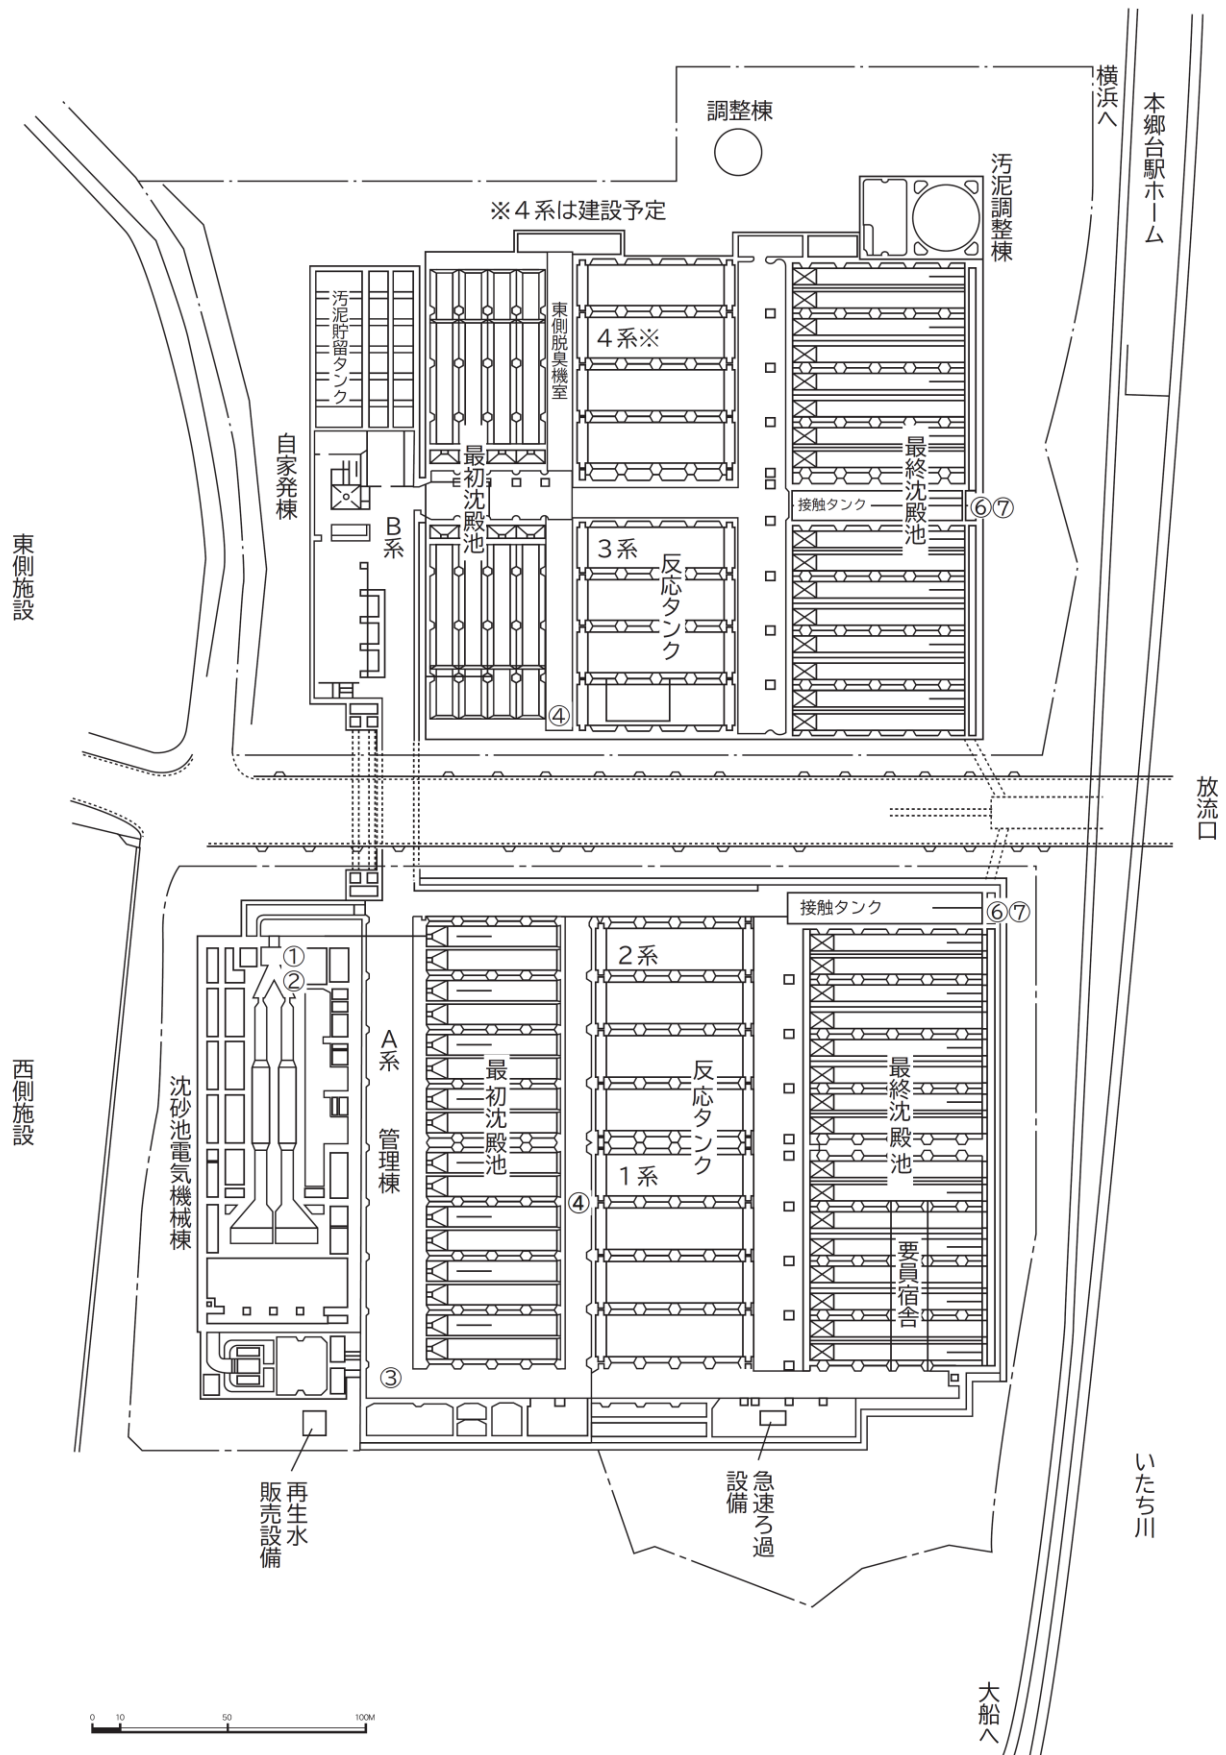 横浜へ
本郷台駅ホーム
調整棟
汚泥調整棟
※4系は建設予定
汚泥貯留タンク
東側脱臭機室
4系※
自家発棟
最初沈殿池
最終沈殿池
接触タンク
⑥⑦
B系
3系
反応タンク
東側施設
④
放流口
接触タンク
⑥⑦
①
②
2系
A系
管理棟
最初沈殿池
反応タンク
最終沈殿池
西側施設
沈砂池電気機械棟
1系
④
要員宿舎
③
再生水
販売設備
急速ろ過
設備
いたち川
大船へ
0 10 50 100M